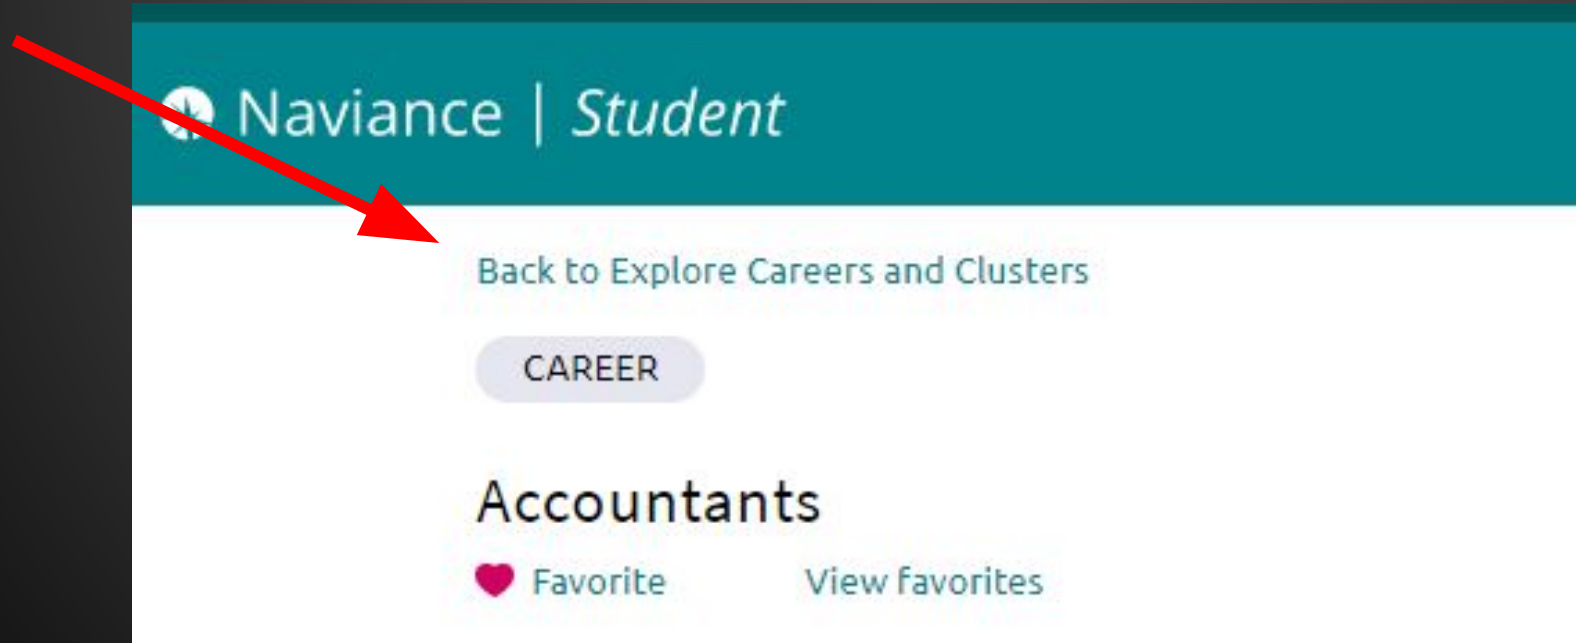 Naviance | Student
Back to Explore Careers and Clusters
CAREER
Accountants
Favorite View favorites